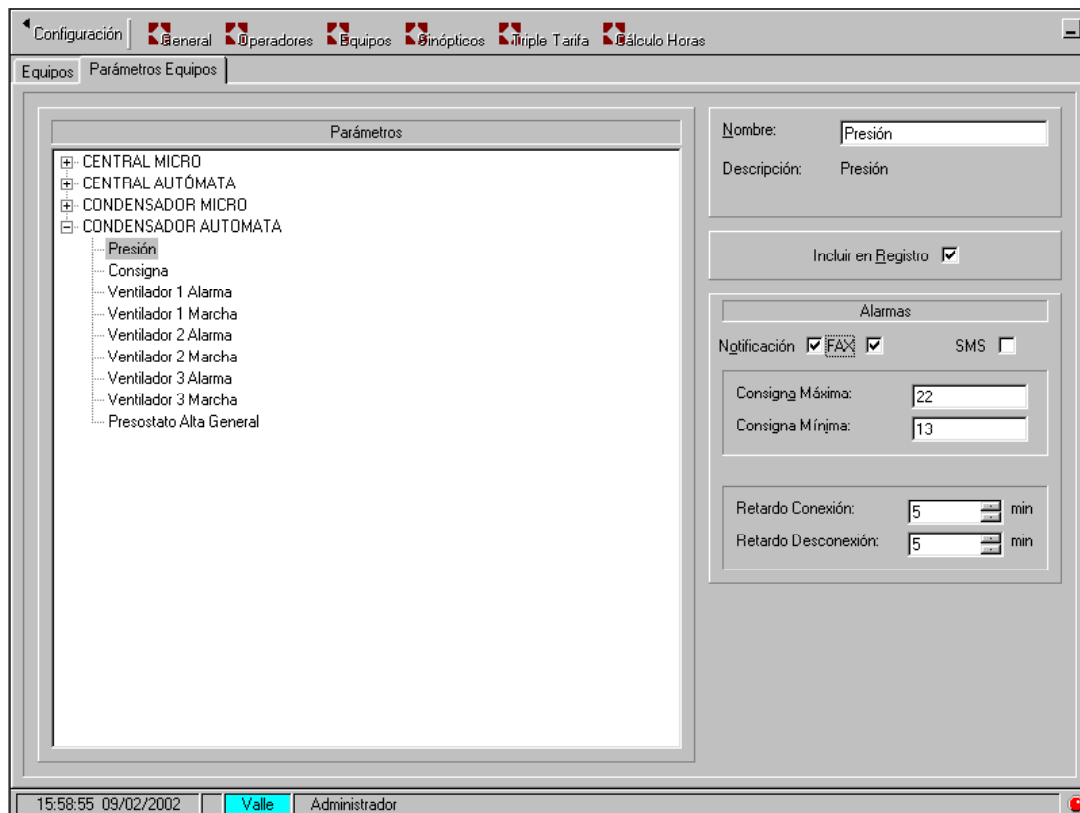 Configuración General Operadores Equipos Sinópticos Triple Tarifa Cálculo Horas
Equipos Parámetros Equipos
Parámetros
CENTRAL MICRO
CENTRAL AUTÓMATA
CONDENSADOR MICRO
CONDENSADOR AUTOMATA
Presión
Consigna
Ventilador 1 Alarma
Ventilador 1 Marcha
Ventilador 2 Alarma
Ventilador 2 Marcha
Ventilador 3 Alarma
Ventilador 3 Marcha
Presostato Alta General
Nombre: Presión
Descripción: Presión
Incluir en Registro
Alarmas
Notificación FAX SMS
Consigna Máxima: 22
Consigna Mínima: 13
Retardo Conexión: 5 min
Retardo Desconexión: 5 min
15:58:55 09/02/2002 Valle Administrador